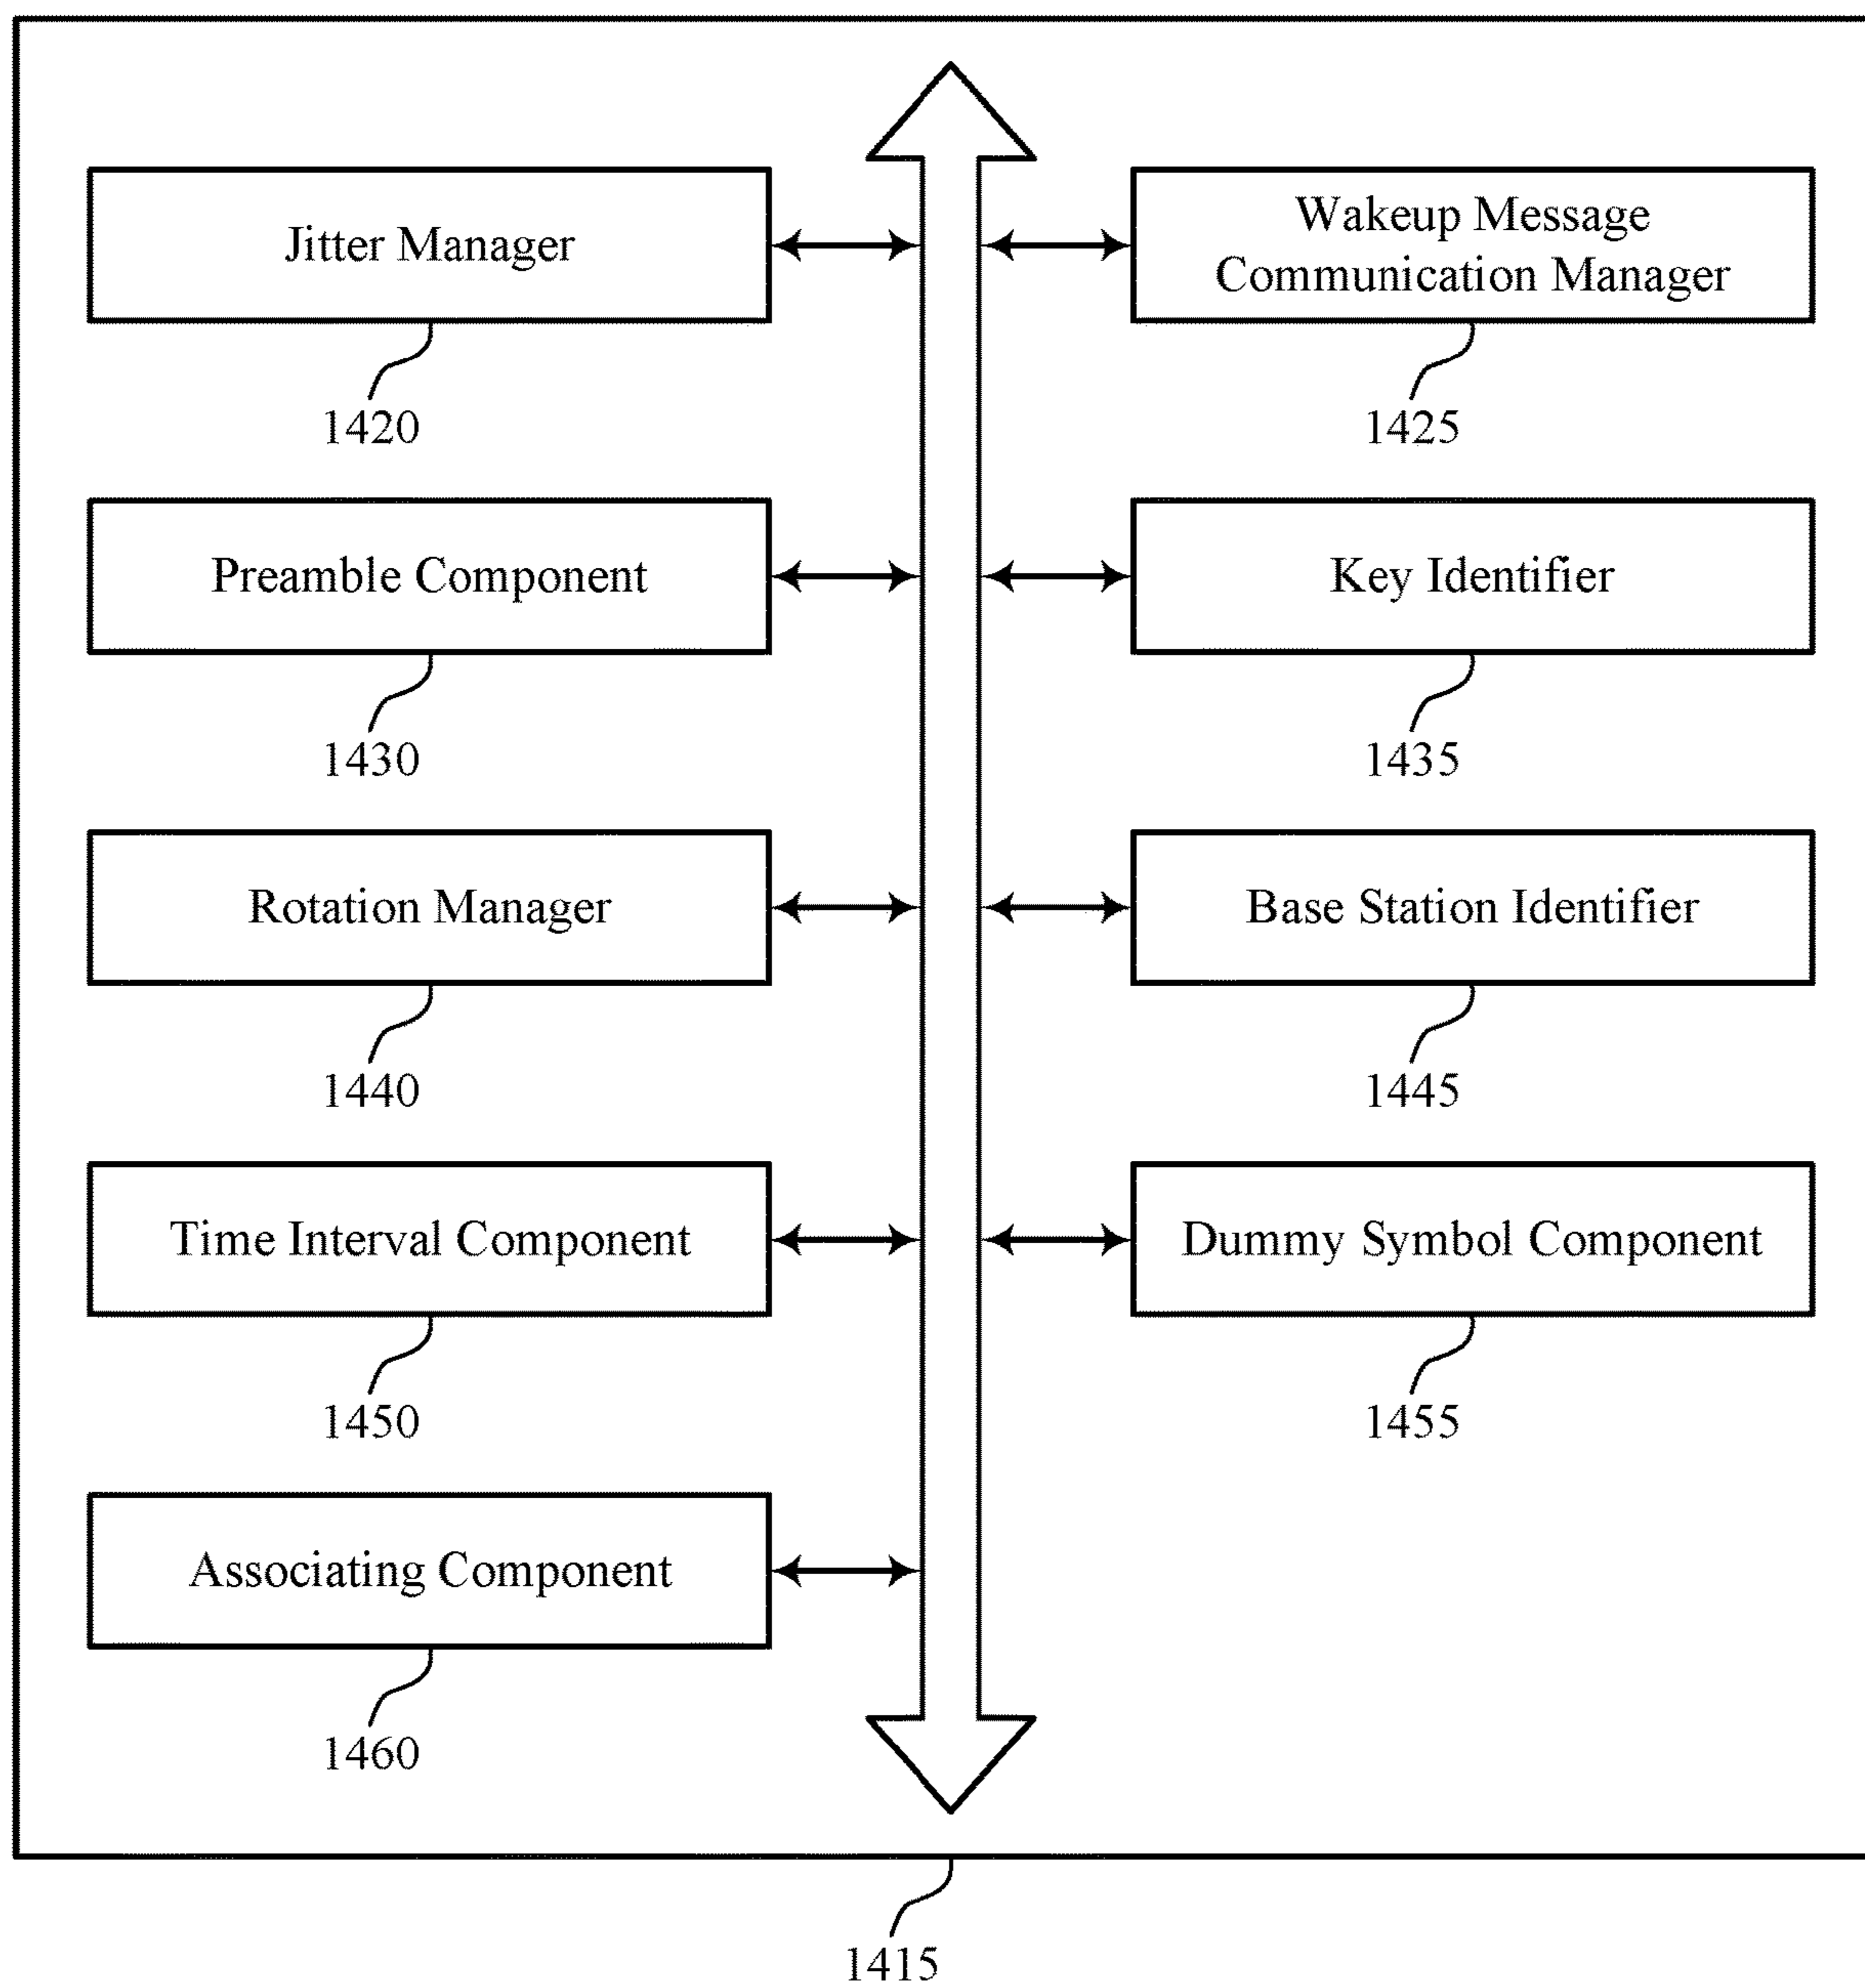 Jitter Manager
Wakeup Message
Communication Manager
1420
1425
Preamble Component
Key Identifier
1430
1435
Rotation Manager
Base Station Identifier
1440
1445
Time Interval Component
Dummy Symbol Component
1450
1455
Associating Component
1460
1415